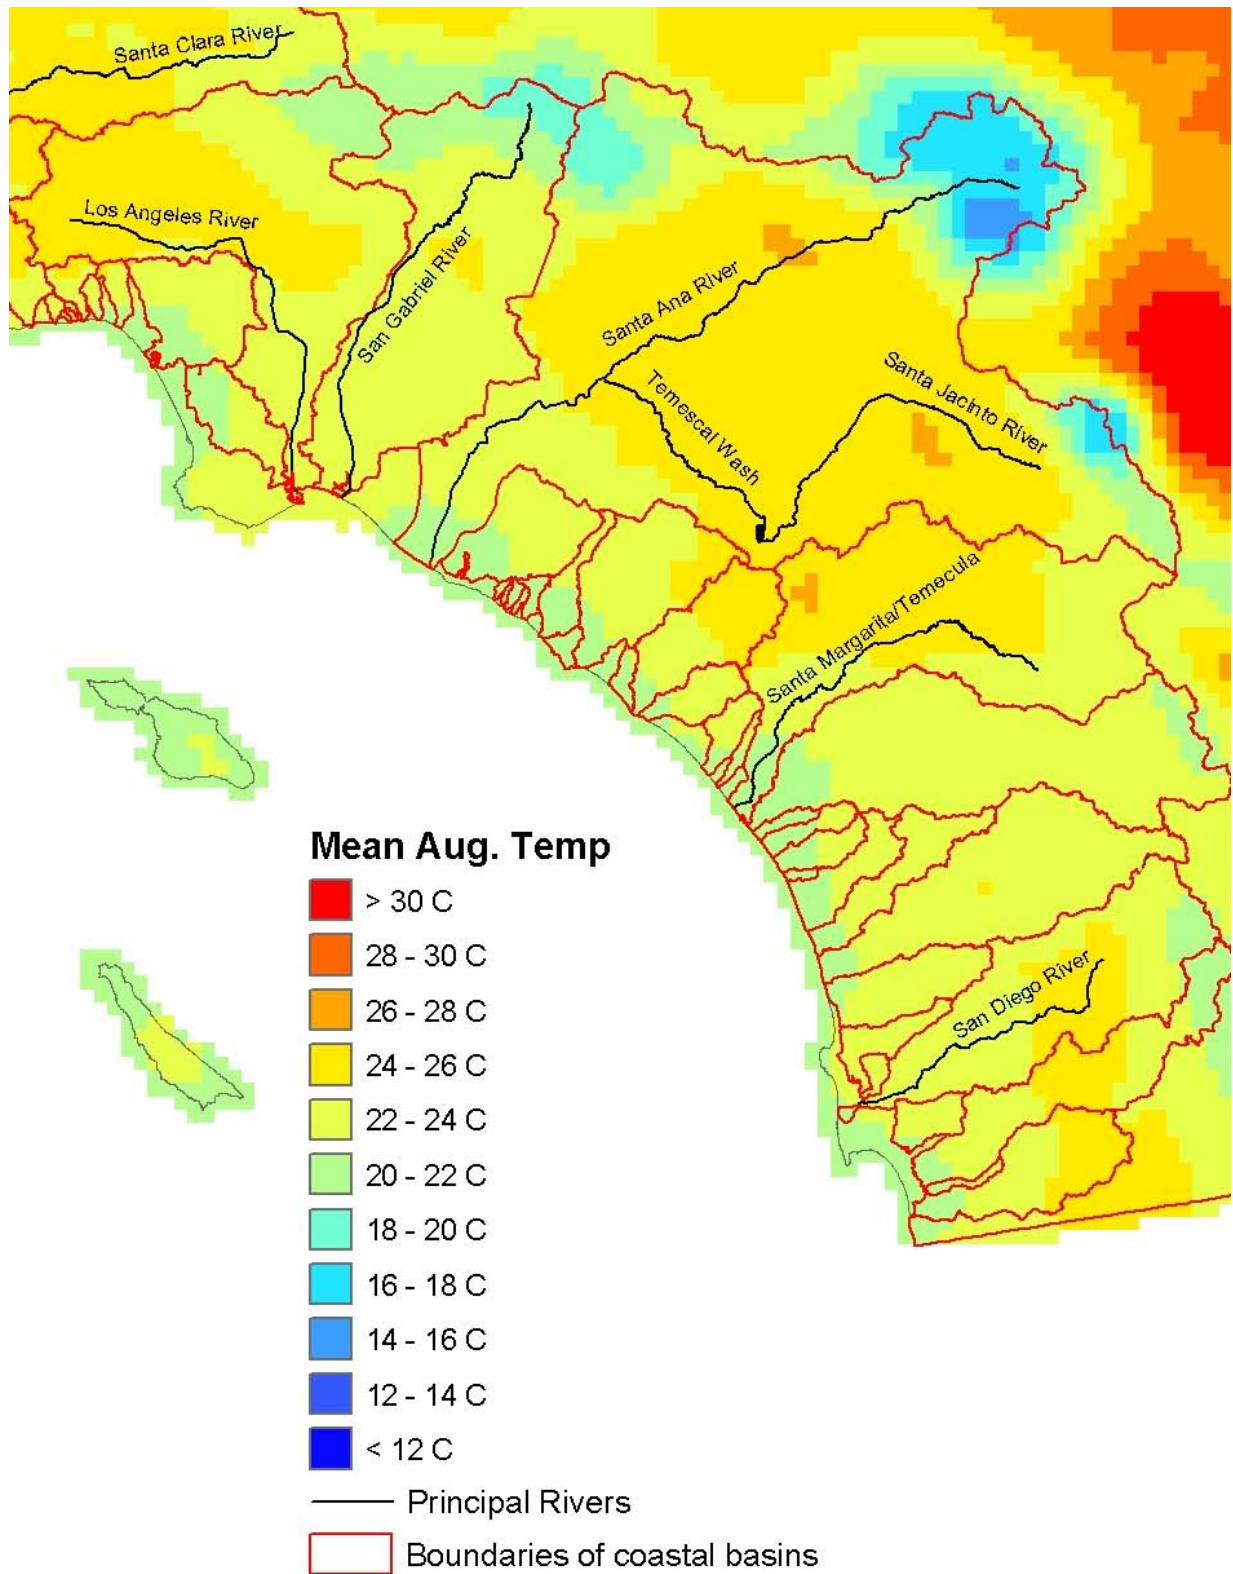 Santa Clara River
Los Angeles River
San Gabriel River
Santa Ana River
Temescal Wash
Santa Jacinto River
Santa Margarita/Temecula
San Diego River
Mean Aug. Temp
> 30 C
28 - 30 C
26 - 28 C
24 - 26 C
22 - 24 C
20 - 22 C
18 - 20 C
16 - 18 C
14 - 16 C
12 - 14 C
< 12 C
Principal Rivers
Boundaries of coastal basins